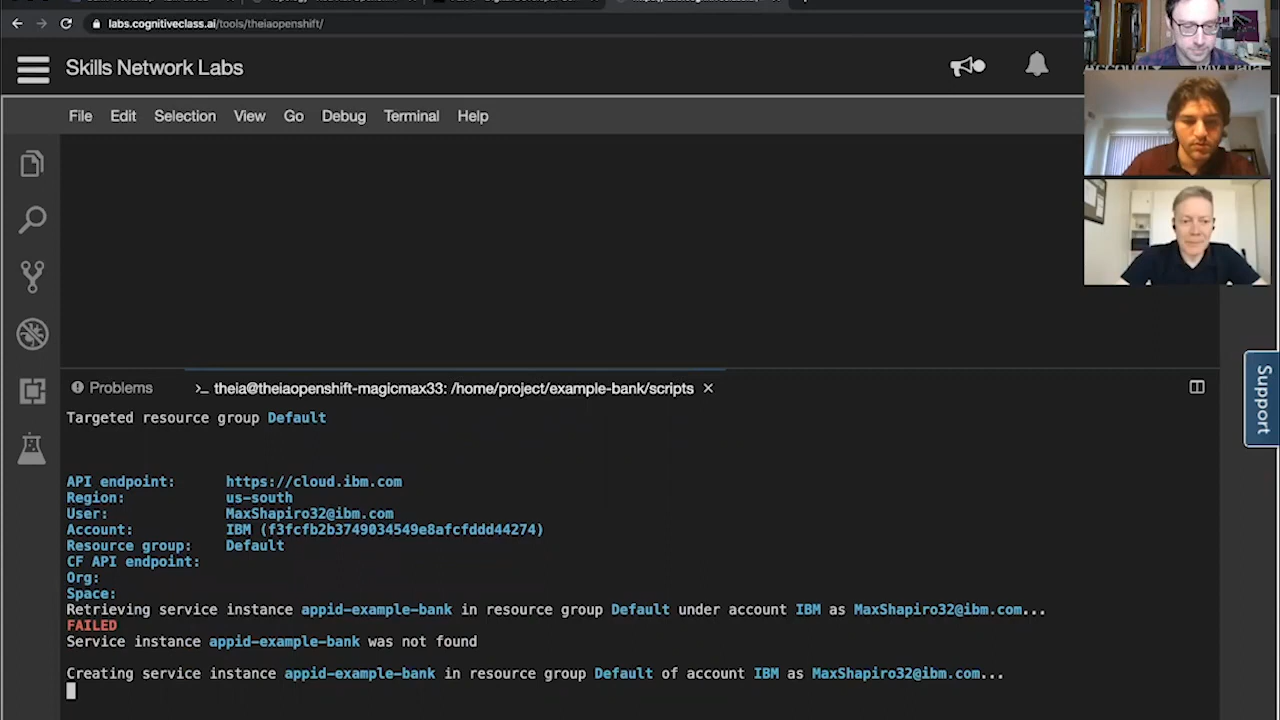 labs.cognitiveclass.ai/tools/theiaopenshift/
Skills Network Labs
File Edit Selection View Go Debug Terminal Help
Problems
>_ theia@theiaopenshift-magicmax33: /home/project/example-bank/scripts ×
Targeted resource group Default
API endpoint: https://cloud.ibm.com
Region: us-south
User: MaxShapiro32@ibm.com
Account: IBM (f3fcfb2b3749034549e8afcfddd44274)
Resource group: Default
CF API endpoint:
Org:
Space:
Retrieving service instance appid-example-bank in resource group Default under account IBM as MaxShapiro32@ibm.com...
FAILED
Service instance appid-example-bank was not found
Creating service instance appid-example-bank in resource group Default of account IBM as MaxShapiro32@ibm.com...
Support